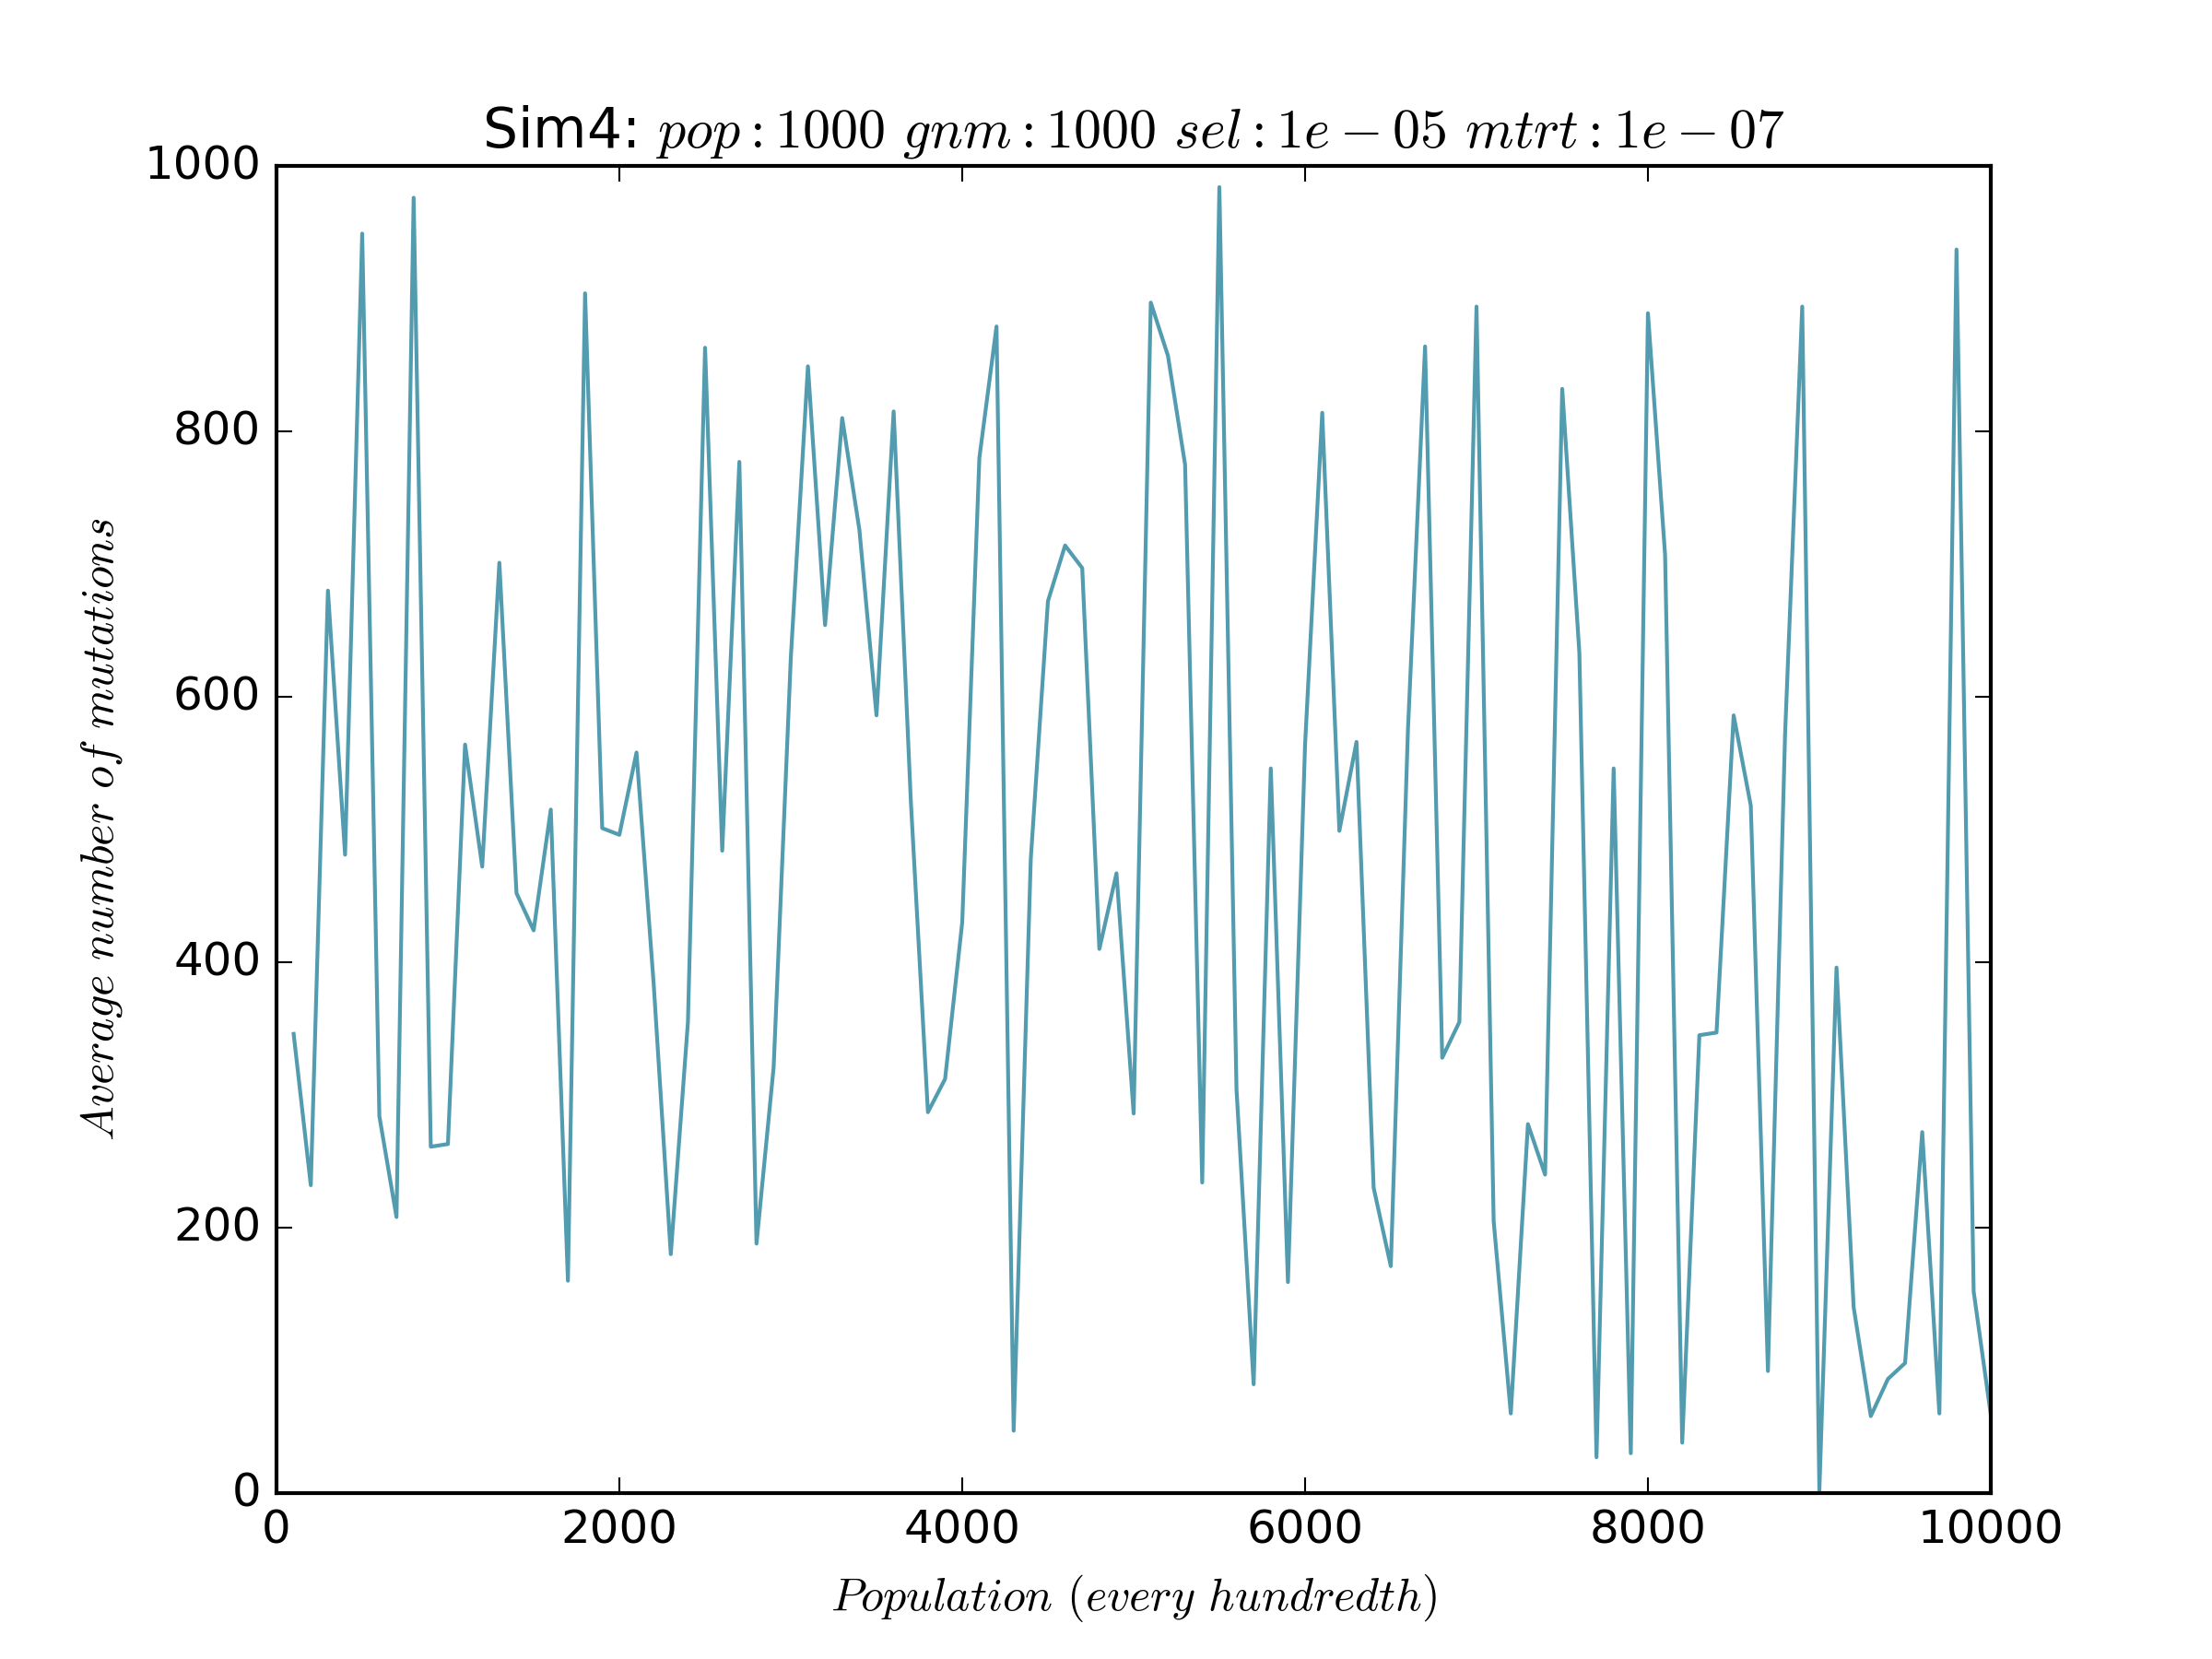 Sim4: pop : 1000 gnm : 1000 sel : 1e − 05 mtrt : 1e − 07
1000
800
600
400
200
0
Average number of mutations
0 2000 4000 6000 8000 10000
Population (every hundredth)